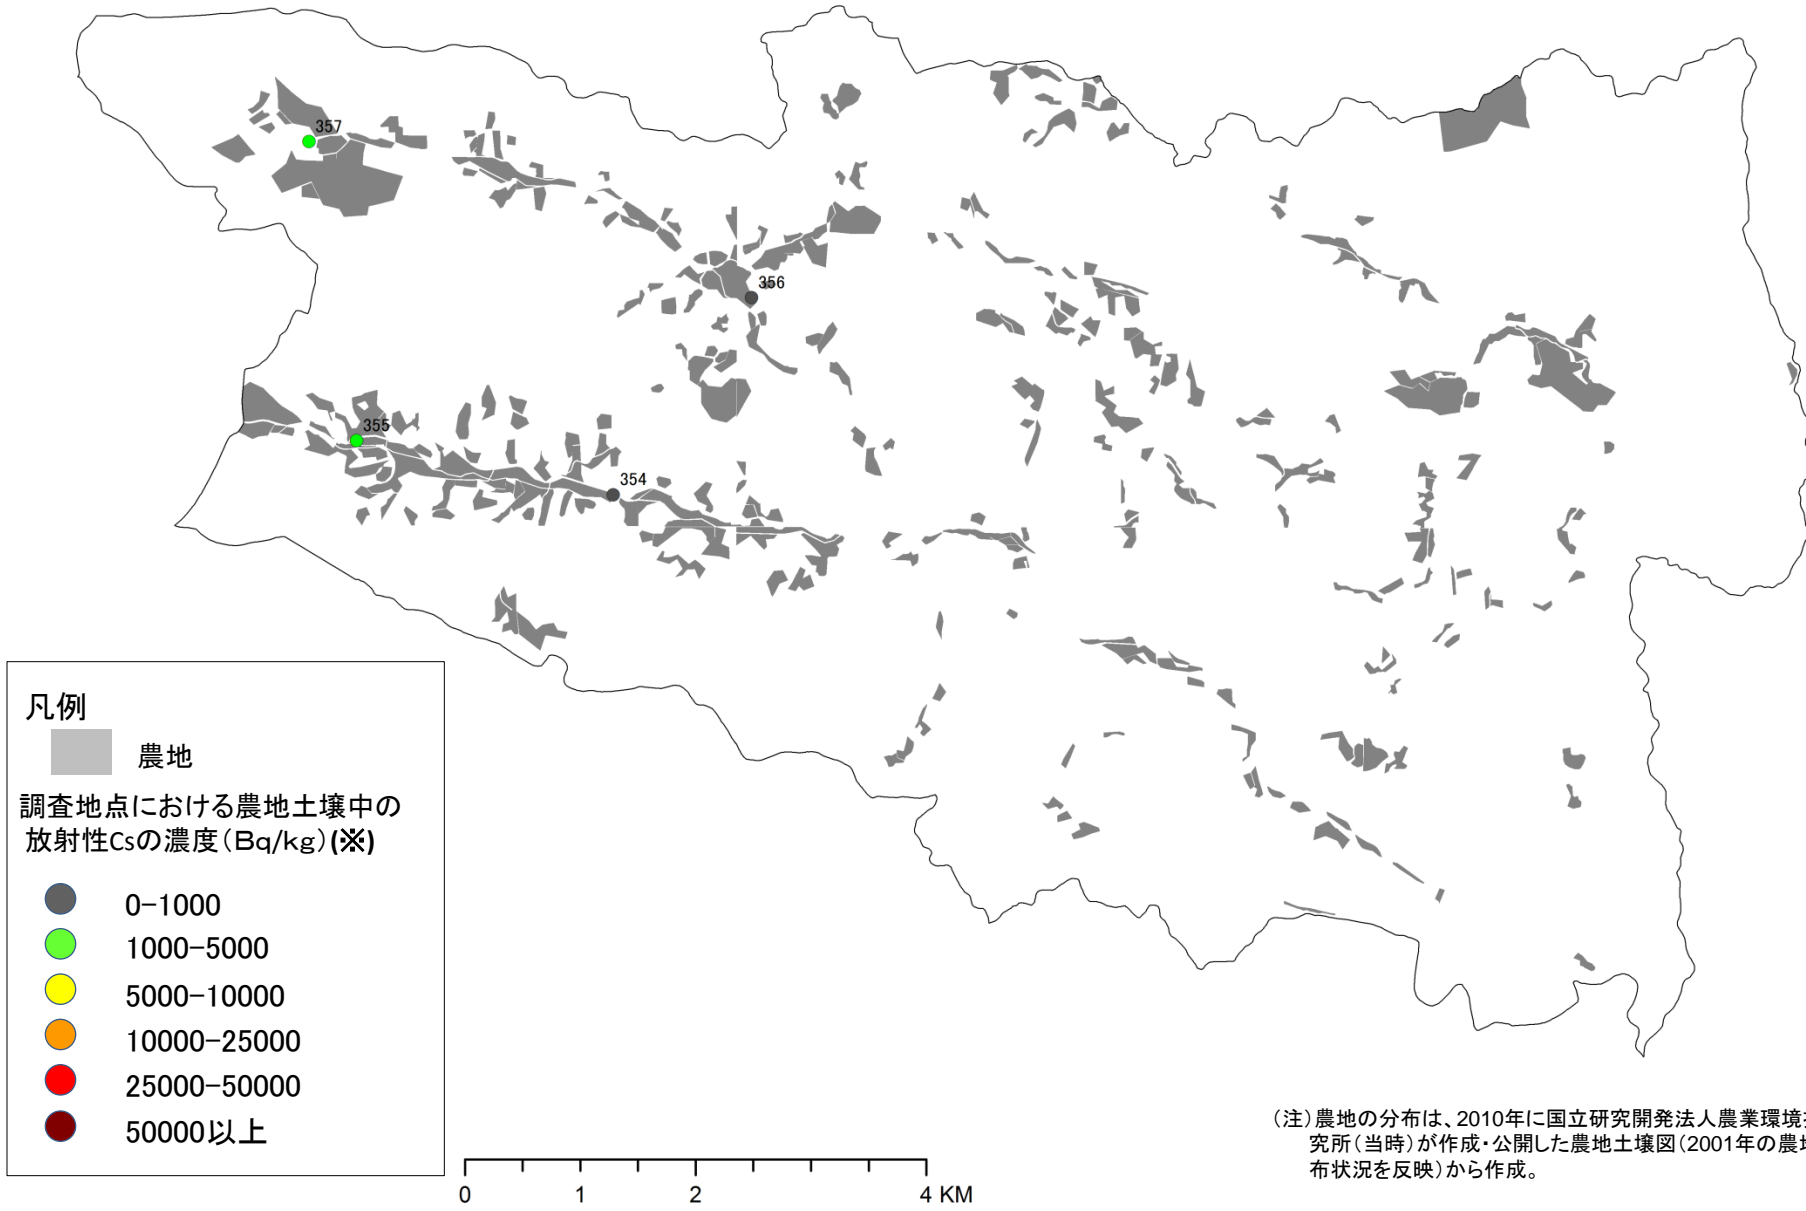 357
356
355
354
凡例
農地
調査地点における農地土壌中の
放射性Csの濃度(Bq/kg)(※)
0-1000
1000-5000
5000-10000
10000-25000
25000-50000
50000以上
0 1 2 4 KM
(注)農地の分布は、2010年に国立研究開発法人農業環境
究所(当時)が作成・公開した農地土壌図(2001年の農地
布状況を反映)から作成。